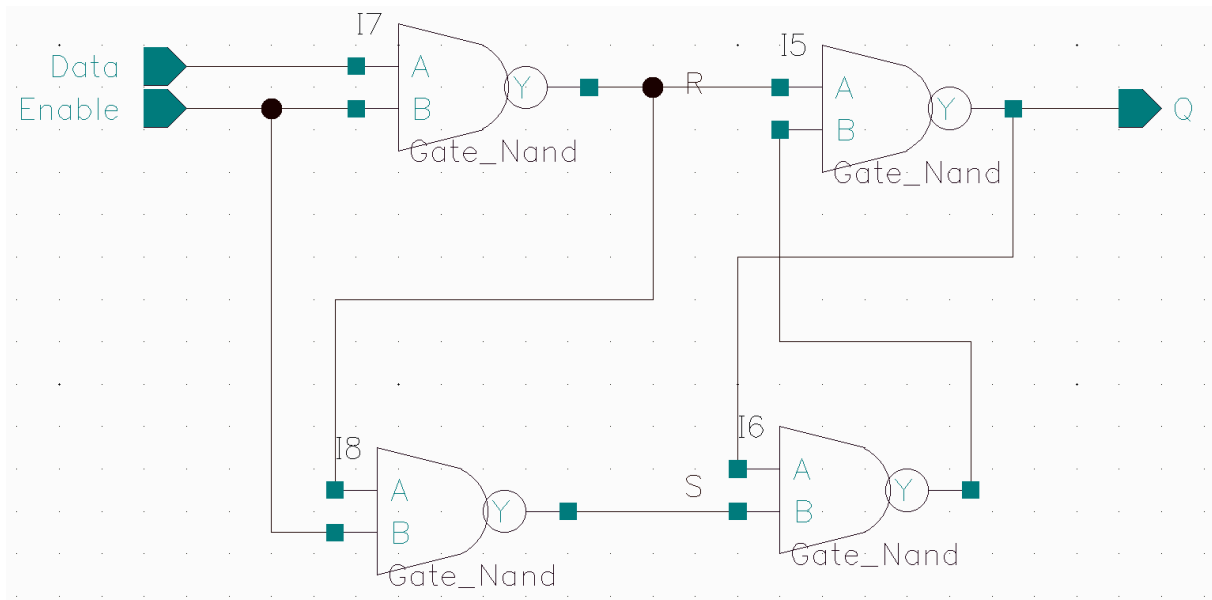 I7
Data
A
Y
Enable
B
Gate_Nand
R
I5
A
Y
Q
B
Gate_Nand
I8
A
Y
B
Gate_Nand
S
I6
A
Y
B
Gate_Nand